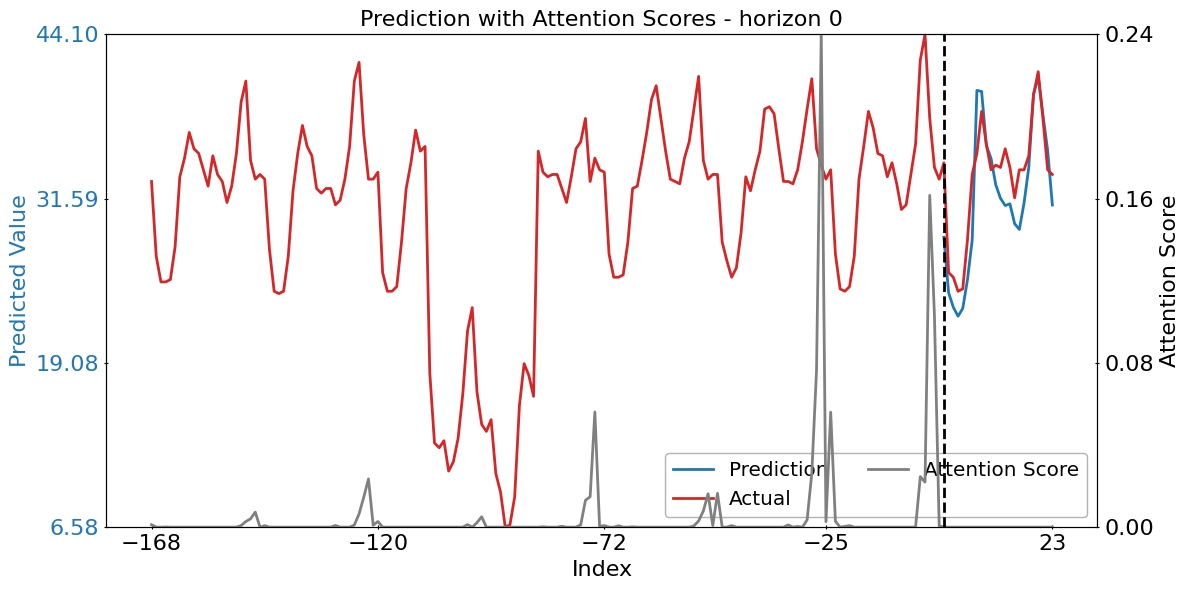 Prediction with Attention Scores - horizon 0
44.10
31.59
19.08
6.58
Predicted Value
0.24
0.16
0.08
0.00
Attention Score
Prediction
Actual
Attention Score
−168
−120
−72
−25
23
Index